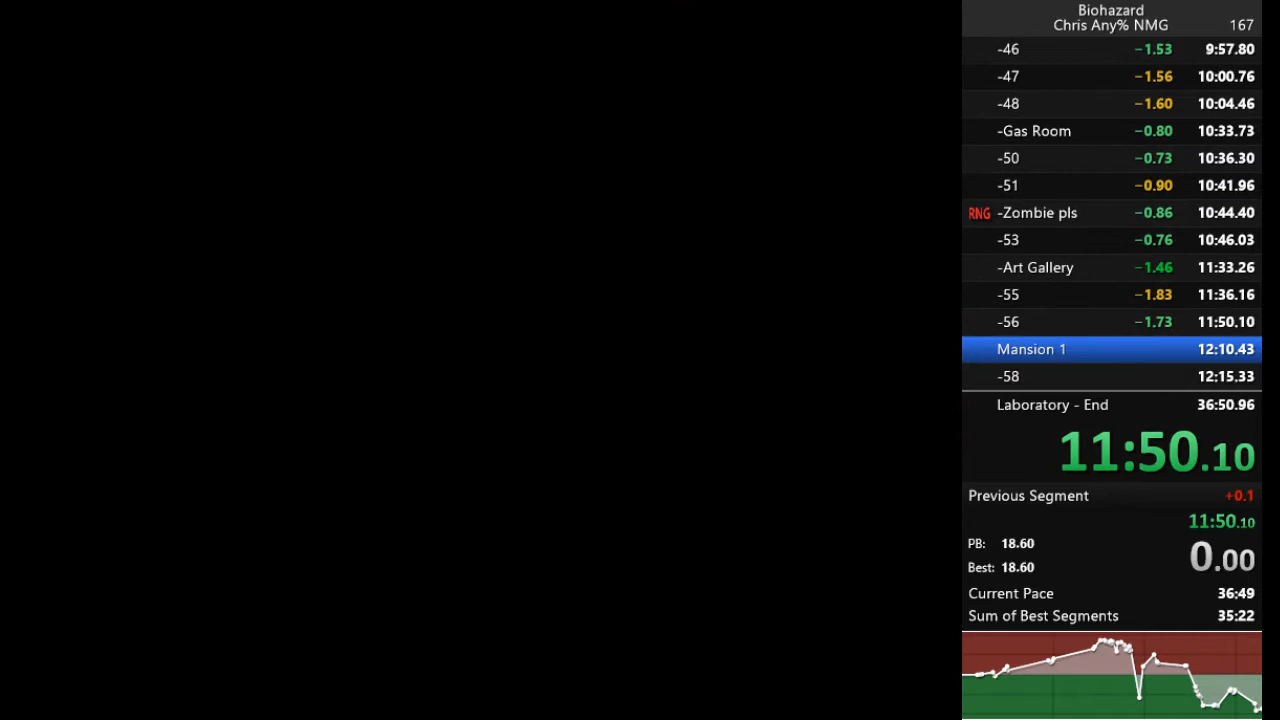 Biohazard
Chris Any% NMG 167
-46 −1.53 9:57.80
-47 −1.56 10:00.76
-48 −1.60 10:04.46
-Gas Room −0.80 10:33.73
-50 −0.73 10:36.30
-51 −0.90 10:41.96
RNG -Zombie pls −0.86 10:44.40
-53 −0.76 10:46.03
-Art Gallery −1.46 11:33.26
-55 −1.83 11:36.16
-56 −1.73 11:50.10
Mansion 1 12:10.43
-58 12:15.33
Laboratory - End 36:50.96
11:50.10
Previous Segment +0.1
11:50.10
PB: 18.60
0.00
Best: 18.60
Current Pace 36:49
Sum of Best Segments 35:22